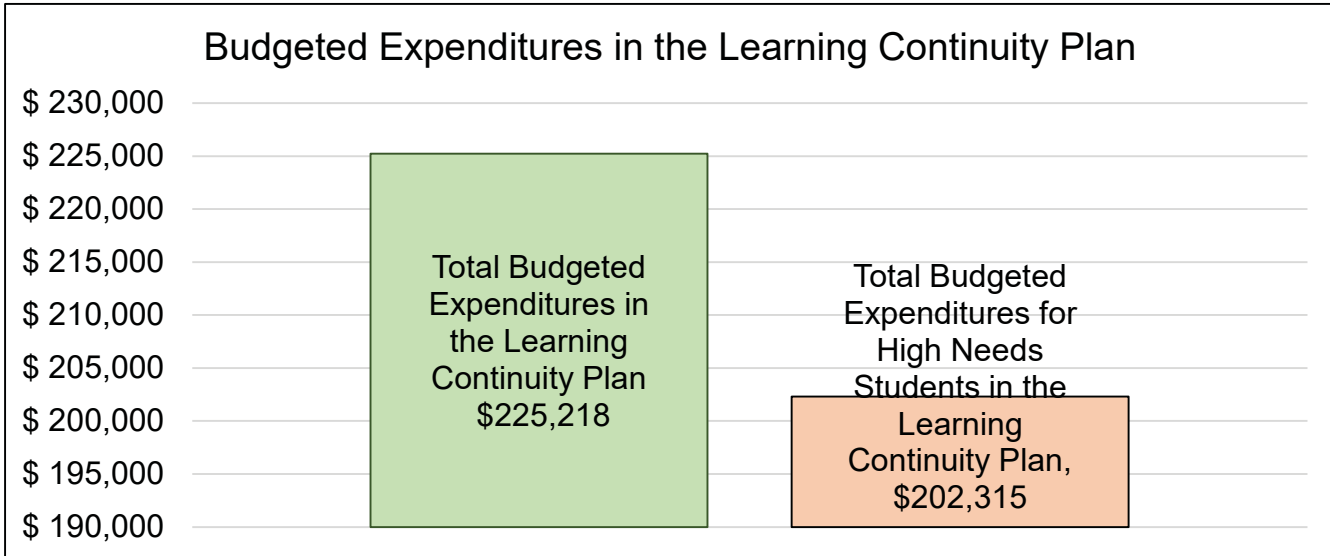 Budgeted Expenditures in the Learning Continuity Plan
$ 230,000
$ 225,000
$ 220,000
$ 215,000
$ 210,000
$ 205,000
$ 200,000
$ 195,000
$ 190,000
Total Budgeted
Expenditures in
the Learning
Continuity Plan
$225,218
Total Budgeted
Expenditures for
High Needs
Students in the
Learning
Continuity Plan,
$202,315